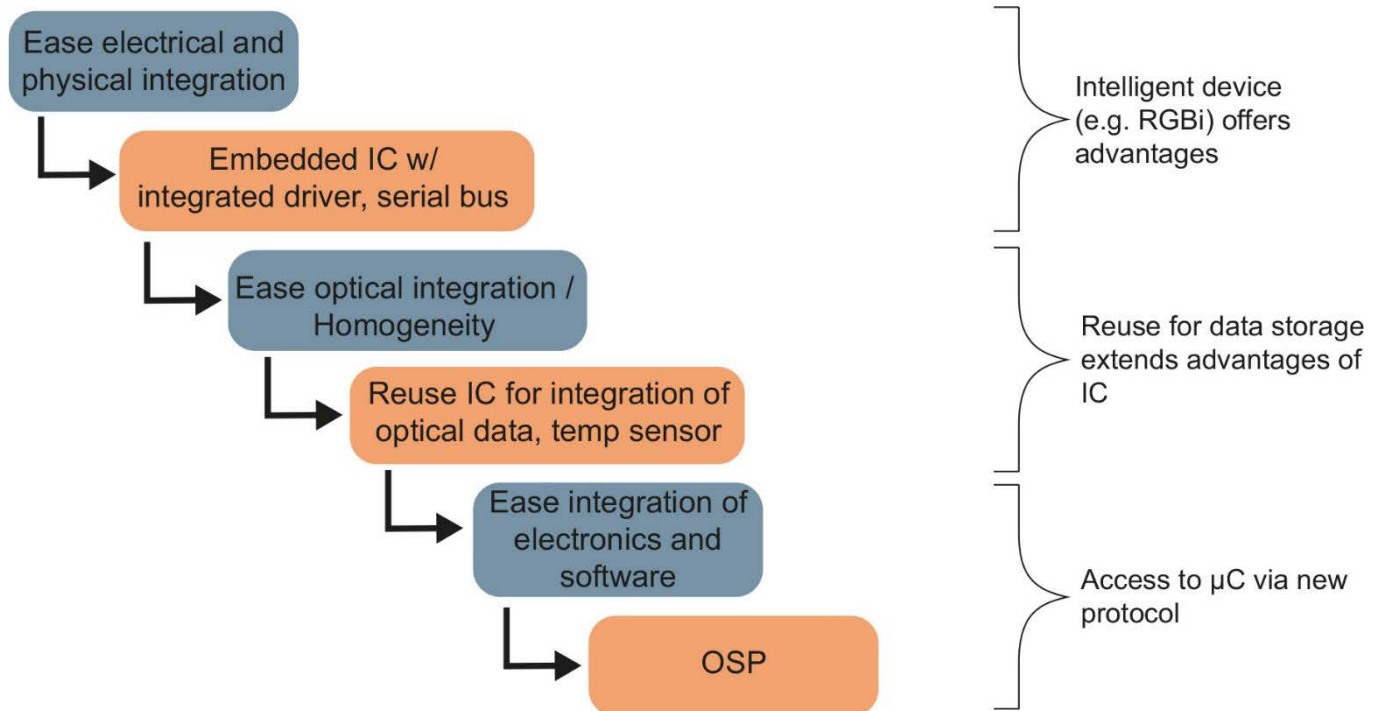 Ease electrical and
physical integration
Embedded IC w/
integrated driver, serial bus
Intelligent device
(e.g. RGBi) offers
advantages
Ease optical integration /
Homogeneity
Reuse IC for integration of
optical data, temp sensor
Reuse for data storage
extends advantages of
IC
Ease integration of
electronics and
software
OSP
Access to µC via new
protocol